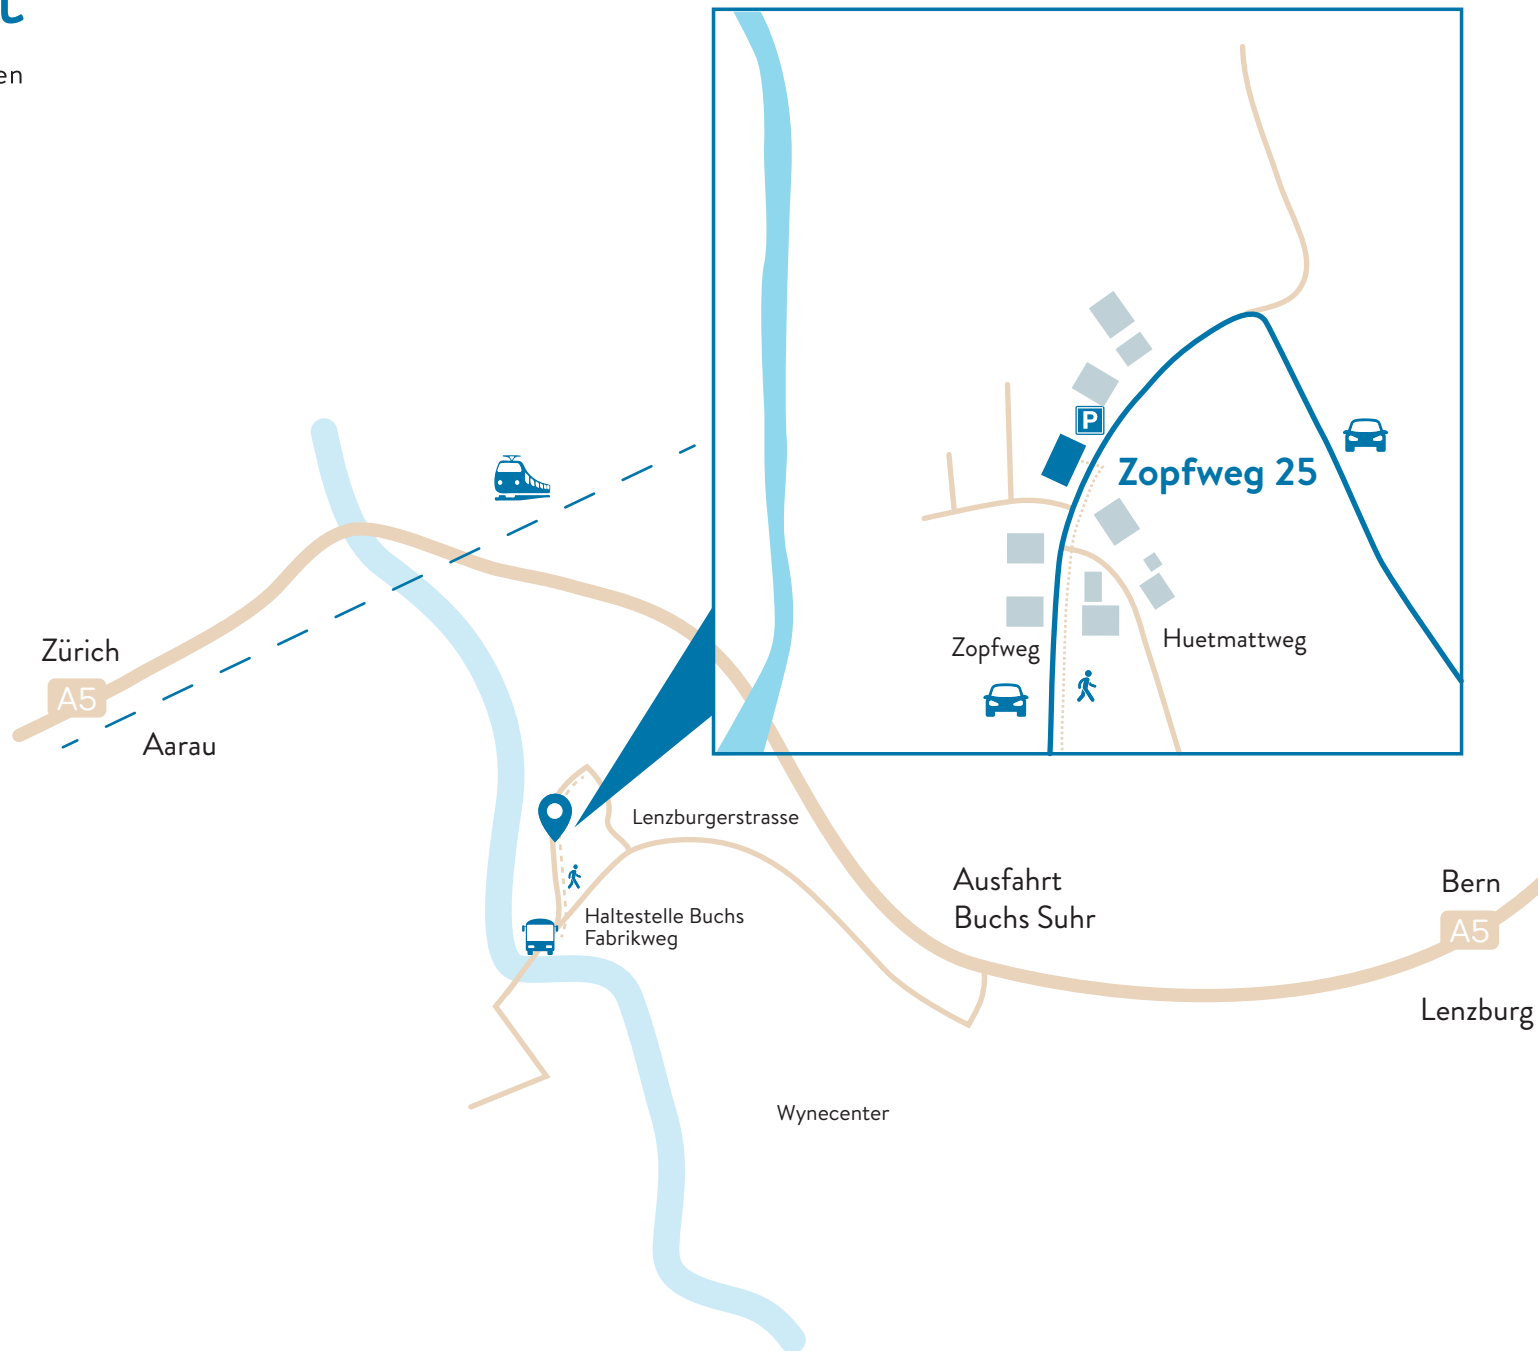 en
P
Zopfweg 25
Zopfweg
Huetmattweg
Zürich
A5
Aarau
Lenzburgerstrasse
Haltestelle Buchs
Fabrikweg
Ausfahrt
Buchs Suhr
Bern
A5
Lenzburg
Wynecenter